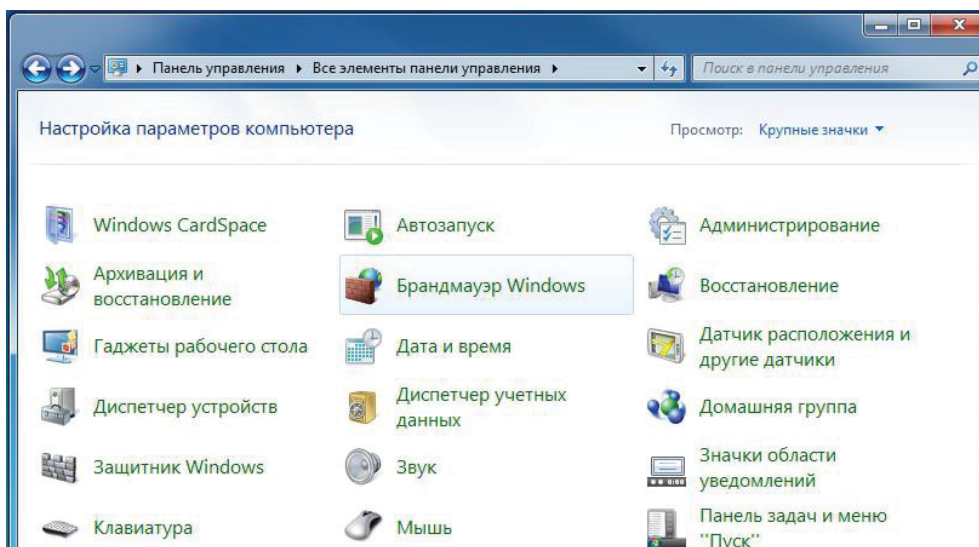 Панель управления ▸ Все элементы панели управления ▸
Поиск в панели управления
Настройка параметров компьютера
Просмотр: Крупные значки
Windows CardSpace
Автозапуск
Администрирование
Архивация и
восстановление
Брандмауэр Windows
Восстановление
Гаджеты рабочего стола
Дата и время
Датчик расположения и
другие датчики
Диспетчер устройств
Диспетчер учетных
данных
Домашняя группа
Защитник Windows
Звук
Значки области
уведомлений
Клавиатура
Мышь
Панель задач и меню
"Пуск"